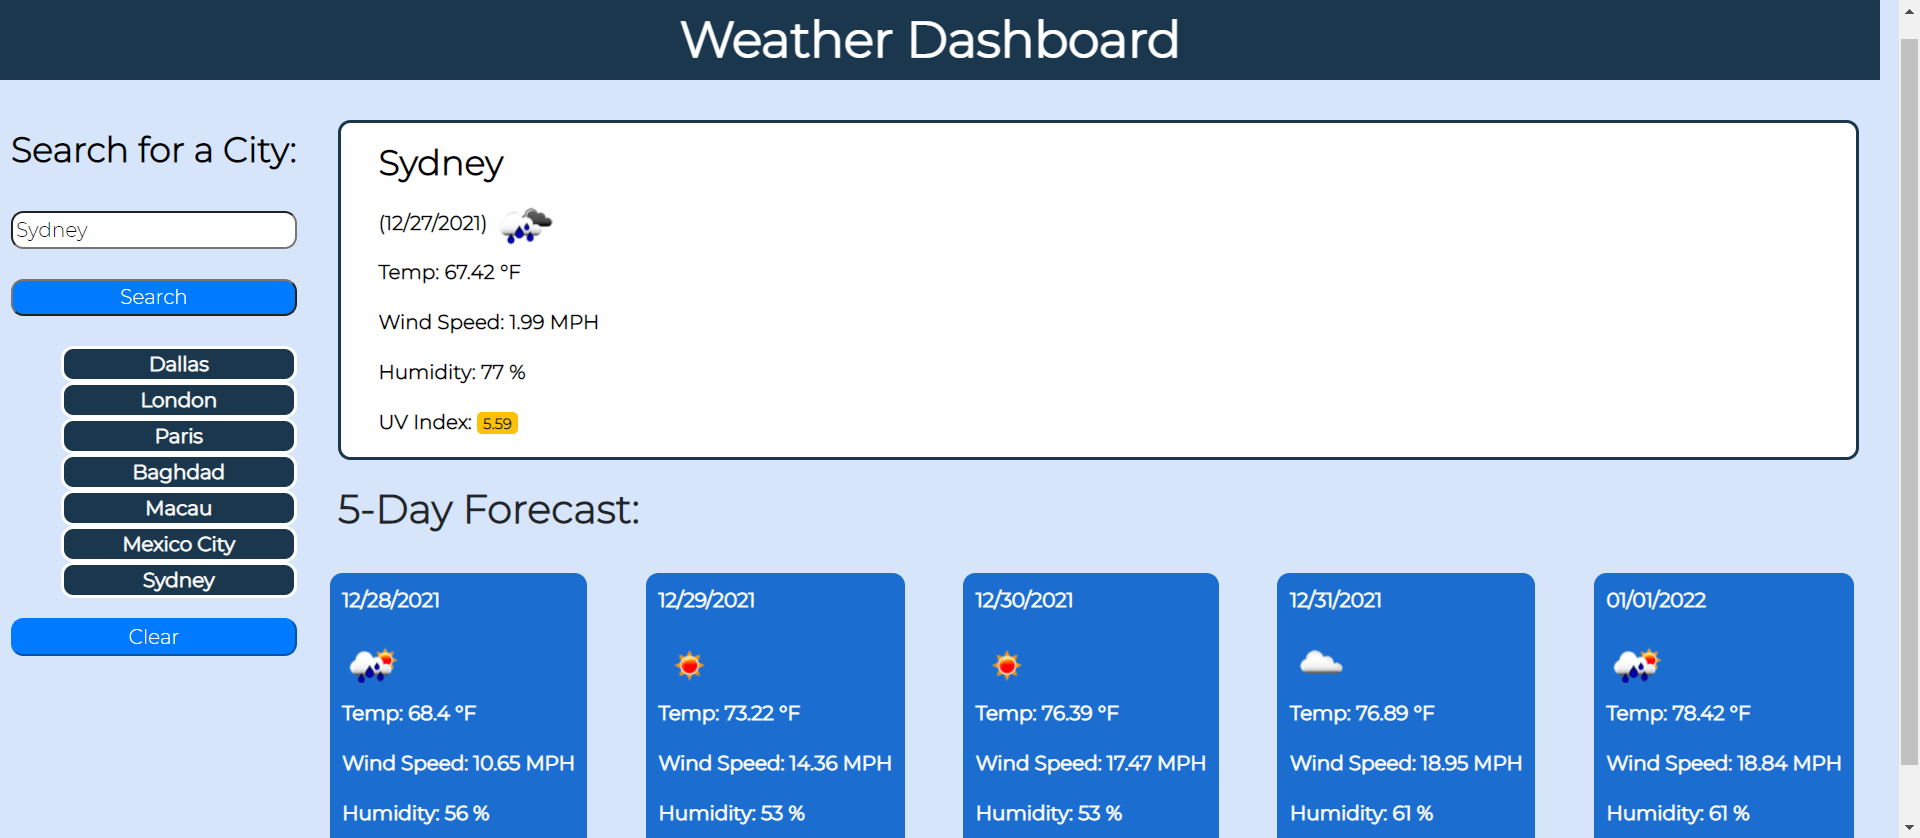 Weather Dashboard
Search for a City:
Sydney
Search
Dallas
London
Paris
Baghdad
Macau
Mexico City
Sydney
Clear
Sydney
(12/27/2021)
Temp: 67.42 °F
Wind Speed: 1.99 MPH
Humidity: 77 %
UV Index: 5.59
5-Day Forecast:
12/28/2021
Temp: 68.4 °F
Wind Speed: 10.65 MPH
Humidity: 56 %
12/29/2021
Temp: 73.22 °F
Wind Speed: 14.36 MPH
Humidity: 53 %
12/30/2021
Temp: 76.39 °F
Wind Speed: 17.47 MPH
Humidity: 53 %
12/31/2021
Temp: 76.89 °F
Wind Speed: 18.95 MPH
Humidity: 61 %
01/01/2022
Temp: 78.42 °F
Wind Speed: 18.84 MPH
Humidity: 61 %